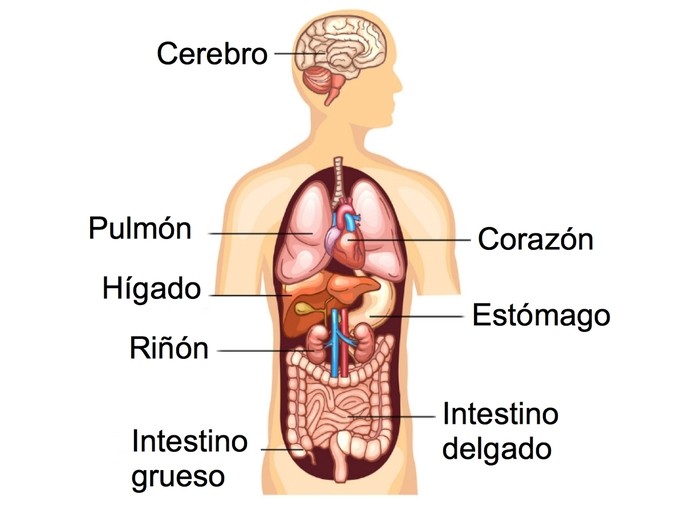 Cerebro
Pulmón
Corazón
Hígado
Estómago
Riñón
Intestino
delgado
Intestino
grueso